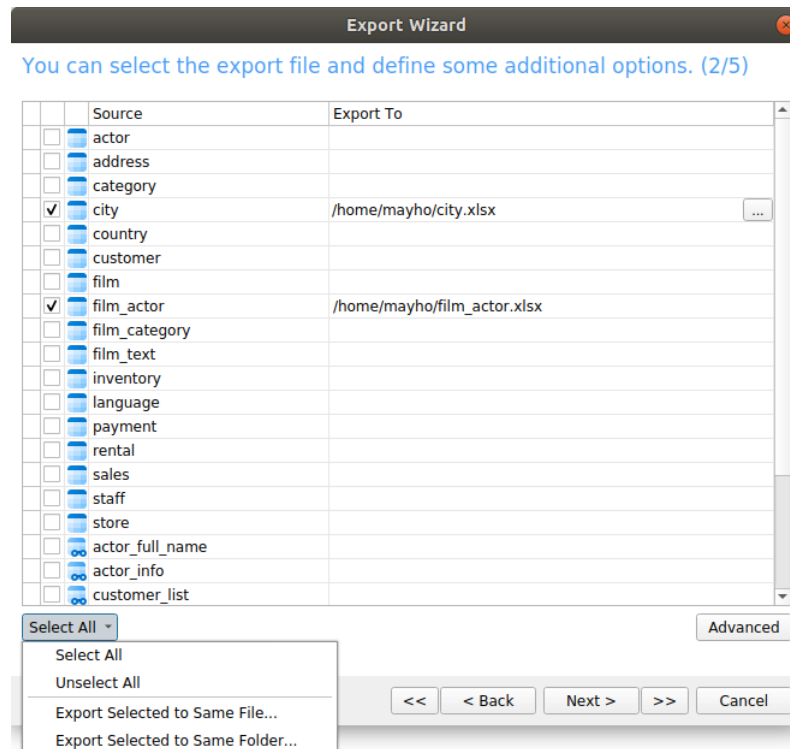 Export Wizard
You can select the export file and define some additional options. (2/5)
Source Export To
actor
address
category
city /home/mayho/city.xlsx ...
country
customer
film
film_actor /home/mayho/film_actor.xlsx
film_category
film_text
inventory
language
payment
rental
sales
staff
store
actor_full_name
actor_info
customer_list
Select All Advanced
Select All
Unselect All
<< < Back Next > >> Cancel
Export Selected to Same File...
Export Selected to Same Folder...